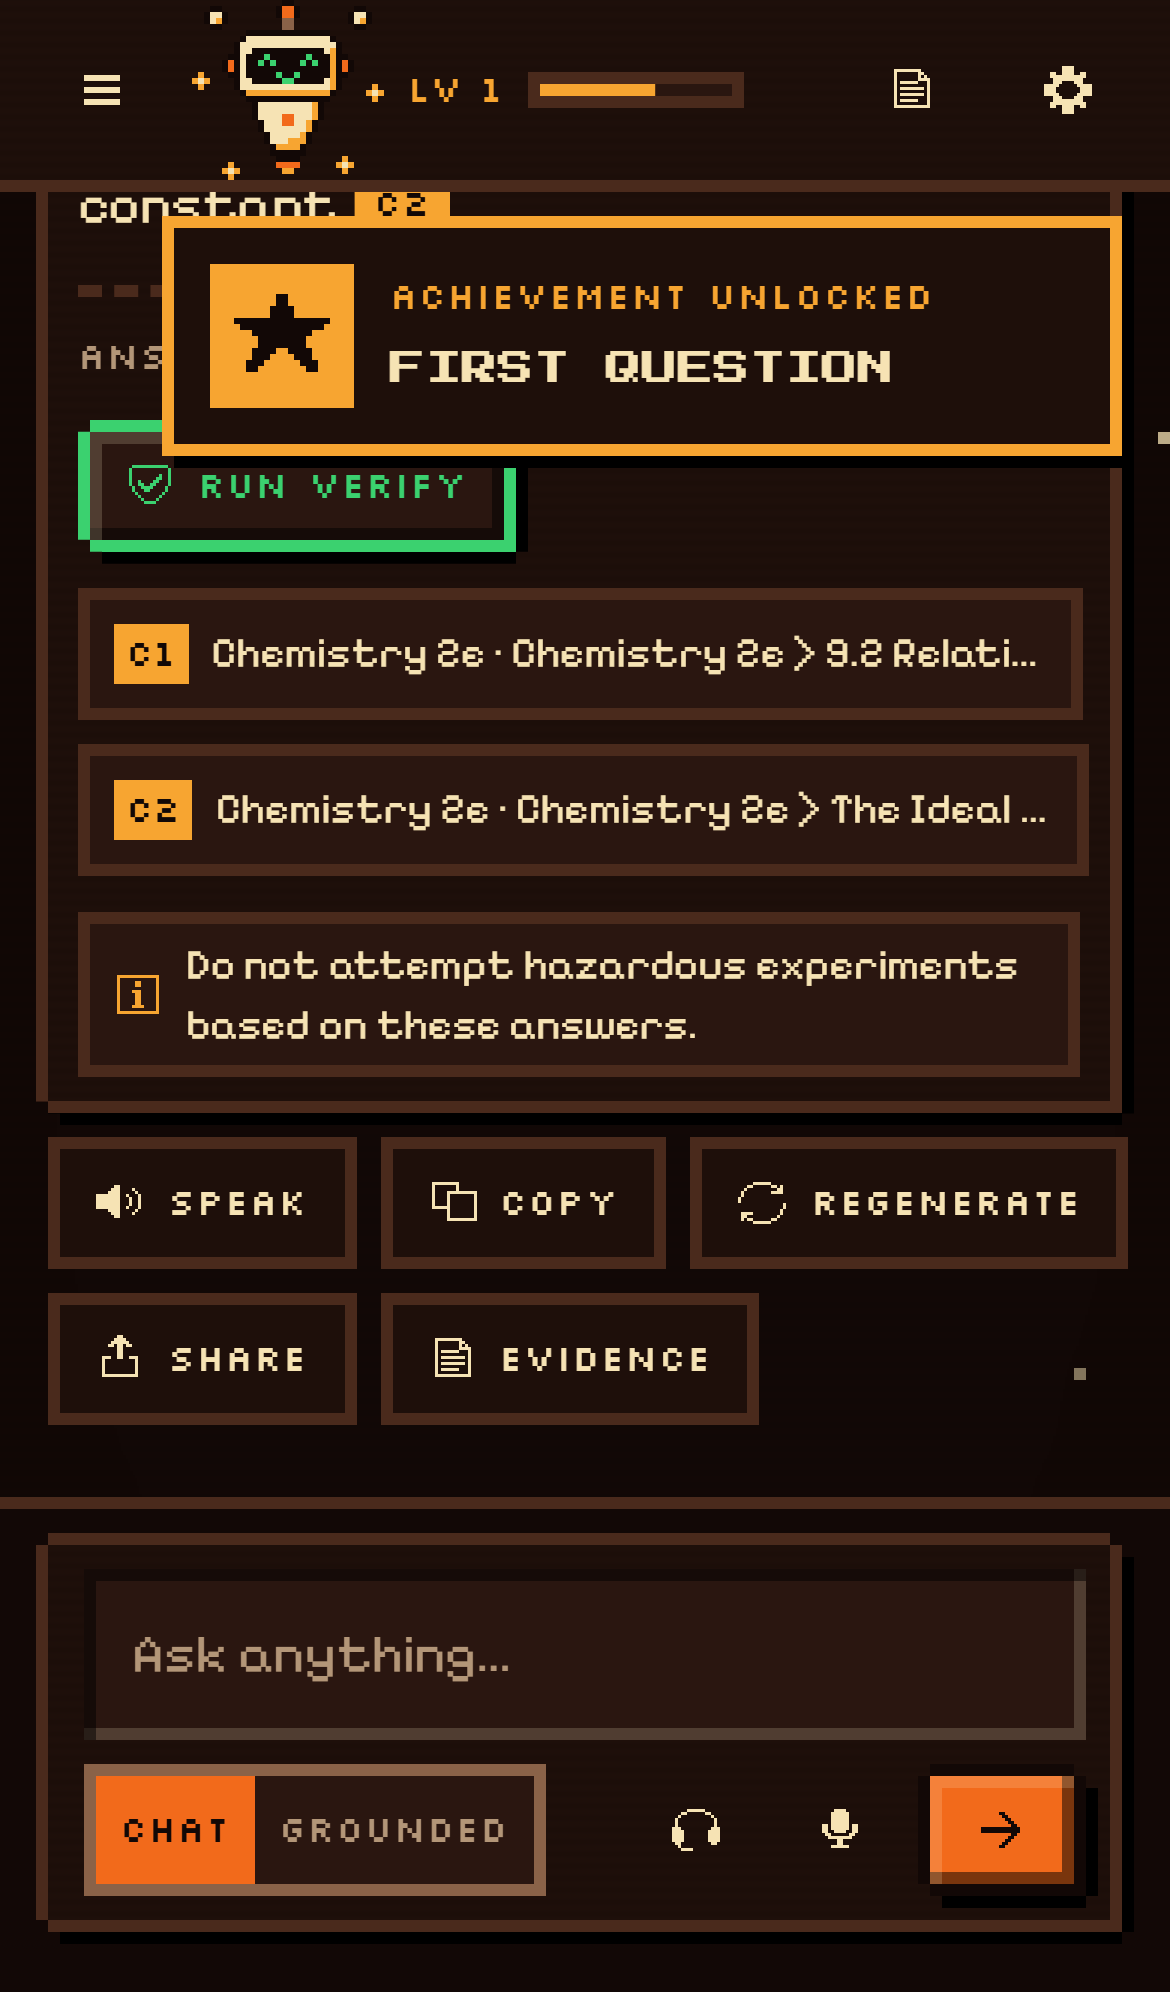 LV 1
constant C2
ACHIEVEMENT UNLOCKED
FIRST QUESTION
ANS
RUN VERIFY
C1 Chemistry 2e · Chemistry 2e > 9.2 Relati...
C2 Chemistry 2e · Chemistry 2e > The Ideal ...
Do not attempt hazardous experiments
based on these answers.
SPEAK COPY REGENERATE
SHARE EVIDENCE
Ask anything...
CHAT GROUNDED